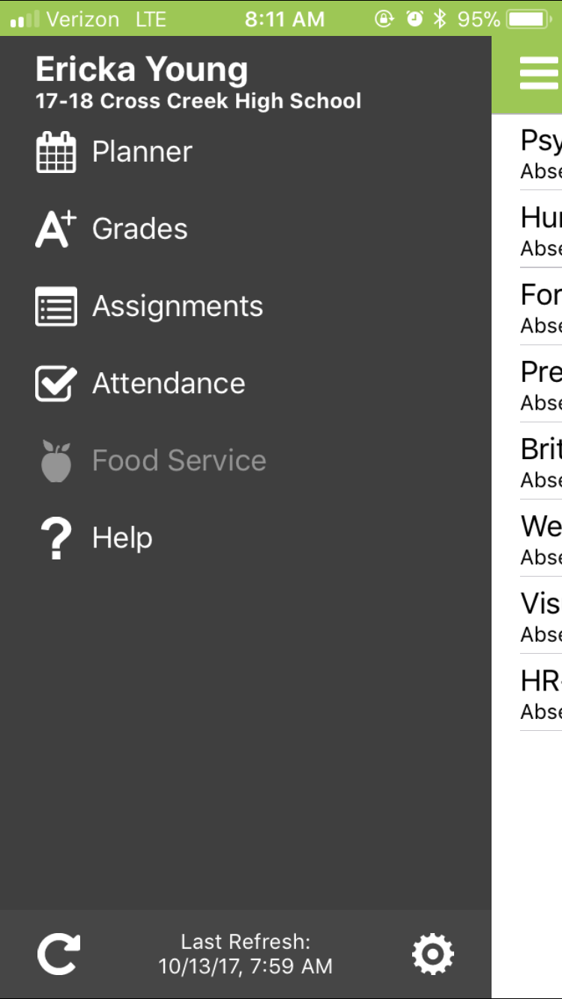 Verizon LTE 8:11 AM 95%
Ericka Young
17-18 Cross Creek High School
Planner
A+ Grades
Assignments
Attendance
Food Service
? Help
Last Refresh:
10/13/17, 7:59 AM
Psy
Abse
Hur
Abse
For
Abse
Pre
Abse
Brit
Abse
We
Abse
Vis
Abse
HR-
Abse